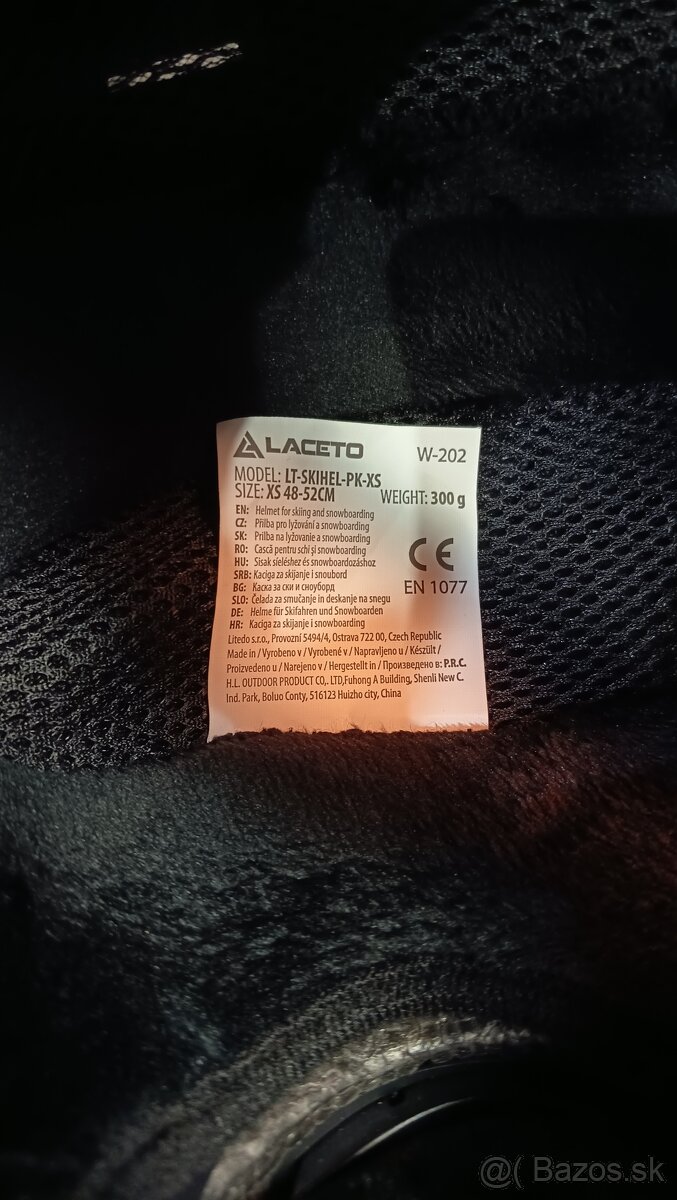 LACETO W-202
MODEL: LT-SKIHEL-PK-XS
SIZE: XS 48-52CM WEIGHT: 300 g
EN: Helmet for skiing and snowboarding
CZ: Přilba pro lyžování a snowboarding
SK: Prilba na lyžovanie a snowboarding
RO: Cască pentru schi și snowboarding
HU: Sisak síeléshez és snowboardozáshoz
SRB: Kaciga za skijanje i snoubord
BG: Каска за ски и сноуборд
SLO: Čelada za smučanje in deskanje na snegu
DE: Helme für Skifahren und Snowboarden
HR: Kaciga za skijanje i snowboarding
CE
EN 1077
Litedo s.r.o., Provozní 5494/4, Ostrava 722 00, Czech Republic
Made in / Vyrobeno v / Vyrobené v / Napravljeno u / Készült /
Proizvedeno u / Narejeno v / Hergestellt in / Произведено в: P.R.C.
H.L. OUTDOOR PRODUCT CO,. LTD,Fuhong A Building, Shenli New C.
Ind. Park, Boluo Conty, 516123 Huizho city, China
@( Bazos.sk